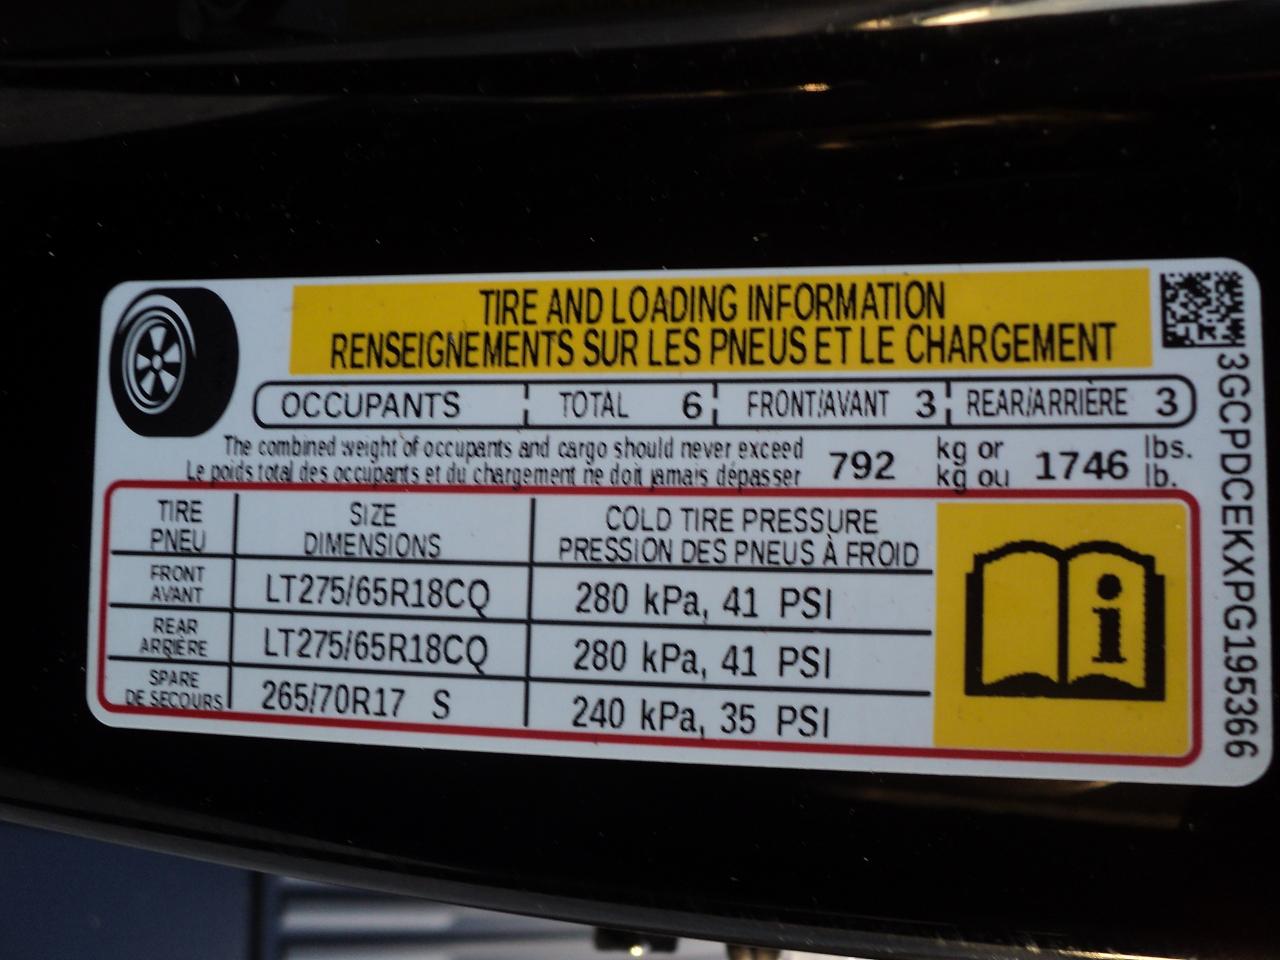 TIRE AND LOADING INFORMATION
RENSEIGNEMENTS SUR LES PNEUS ET LE CHARGEMENT
OCCUPANTS TOTAL 6 FRONT/AVANT 3 REAR/ARRIÈRE 3
The combined weight of occupants and cargo should never exceed 792 kg or 1746 lbs.
Le poids total des occupants et du chargement ne doit jamais dépasser kg ou lb.
TIRE SIZE COLD TIRE PRESSURE
PNEU DIMENSIONS PRESSION DES PNEUS À FROID
FRONT
AVANT LT275/65R18CQ 280 kPa, 41 PSI
REAR
ARRIÈRE LT275/65R18CQ 280 kPa, 41 PSI
SPARE
DE SECOURS 265/70R17 S 240 kPa, 35 PSI
3GCPDCEKXPG195366